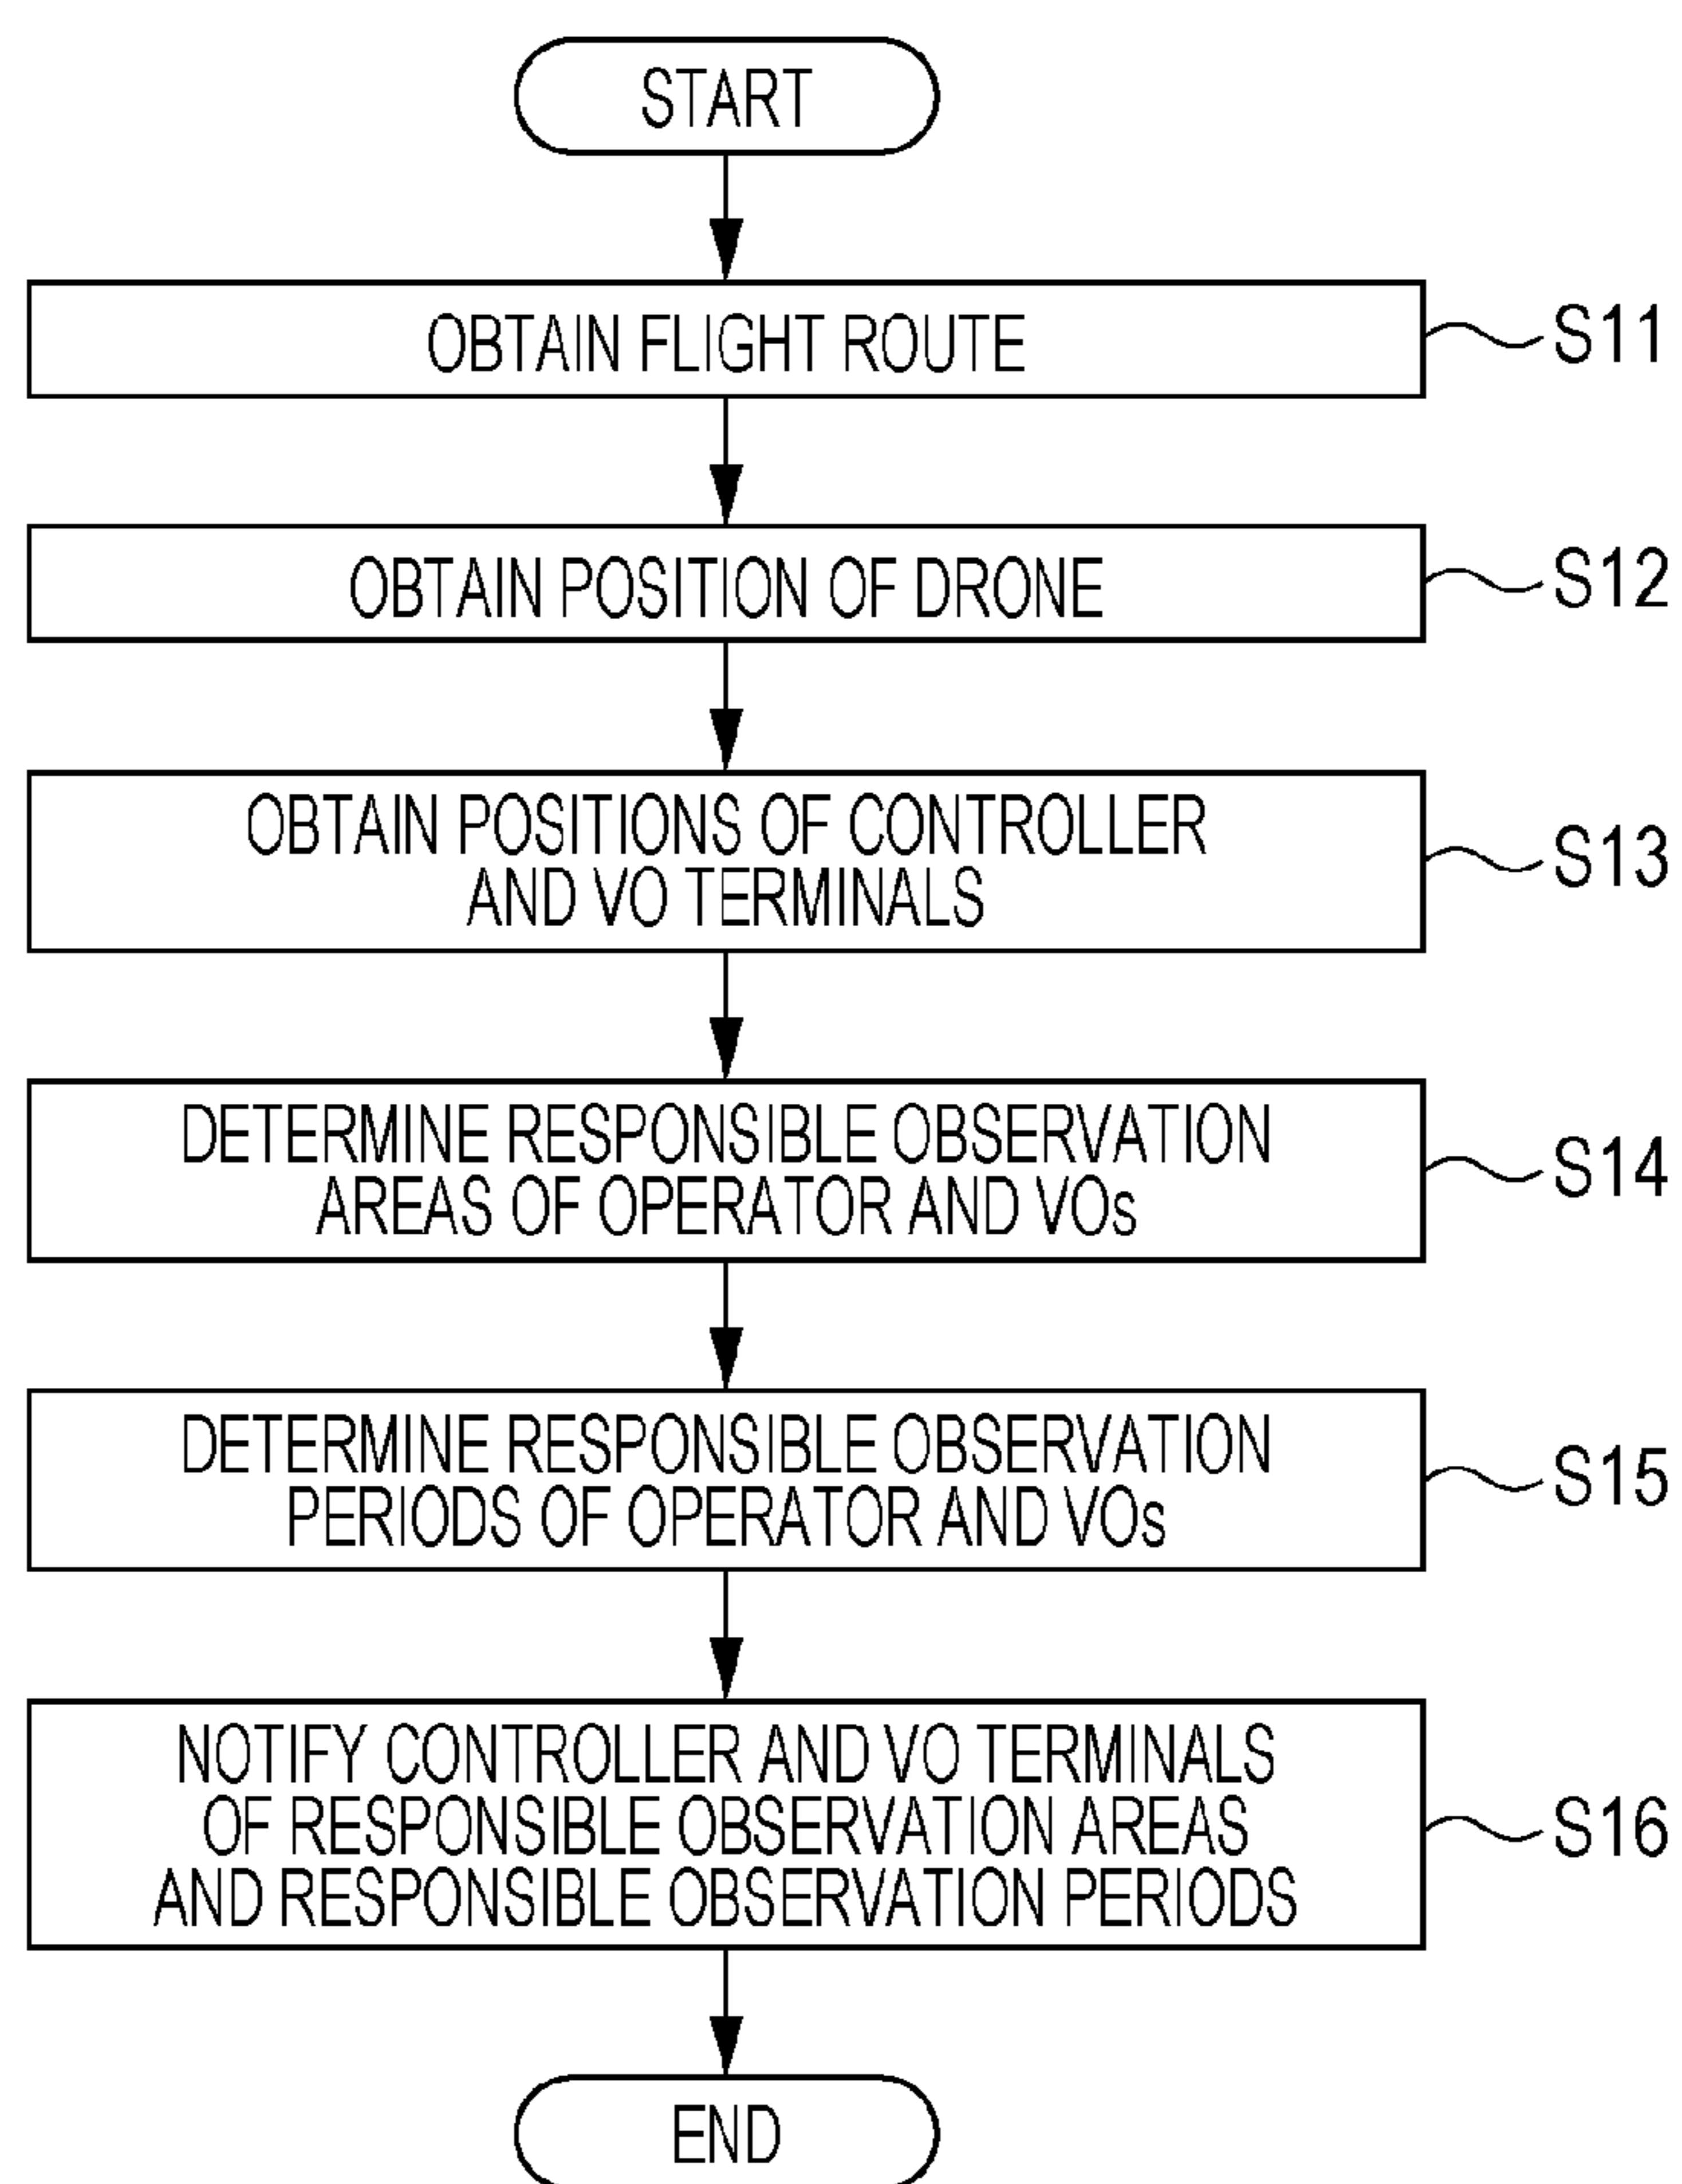 START
OBTAIN FLIGHT ROUTE
S11
OBTAIN POSITION OF DRONE
S12
OBTAIN POSITIONS OF CONTROLLER
AND VO TERMINALS
S13
DETERMINE RESPONSIBLE OBSERVATION
AREAS OF OPERATOR AND VOs
S14
DETERMINE RESPONSIBLE OBSERVATION
PERIODS OF OPERATOR AND VOs
S15
NOTIFY CONTROLLER AND VO TERMINALS
OF RESPONSIBLE OBSERVATION AREAS
AND RESPONSIBLE OBSERVATION PERIODS
S16
END